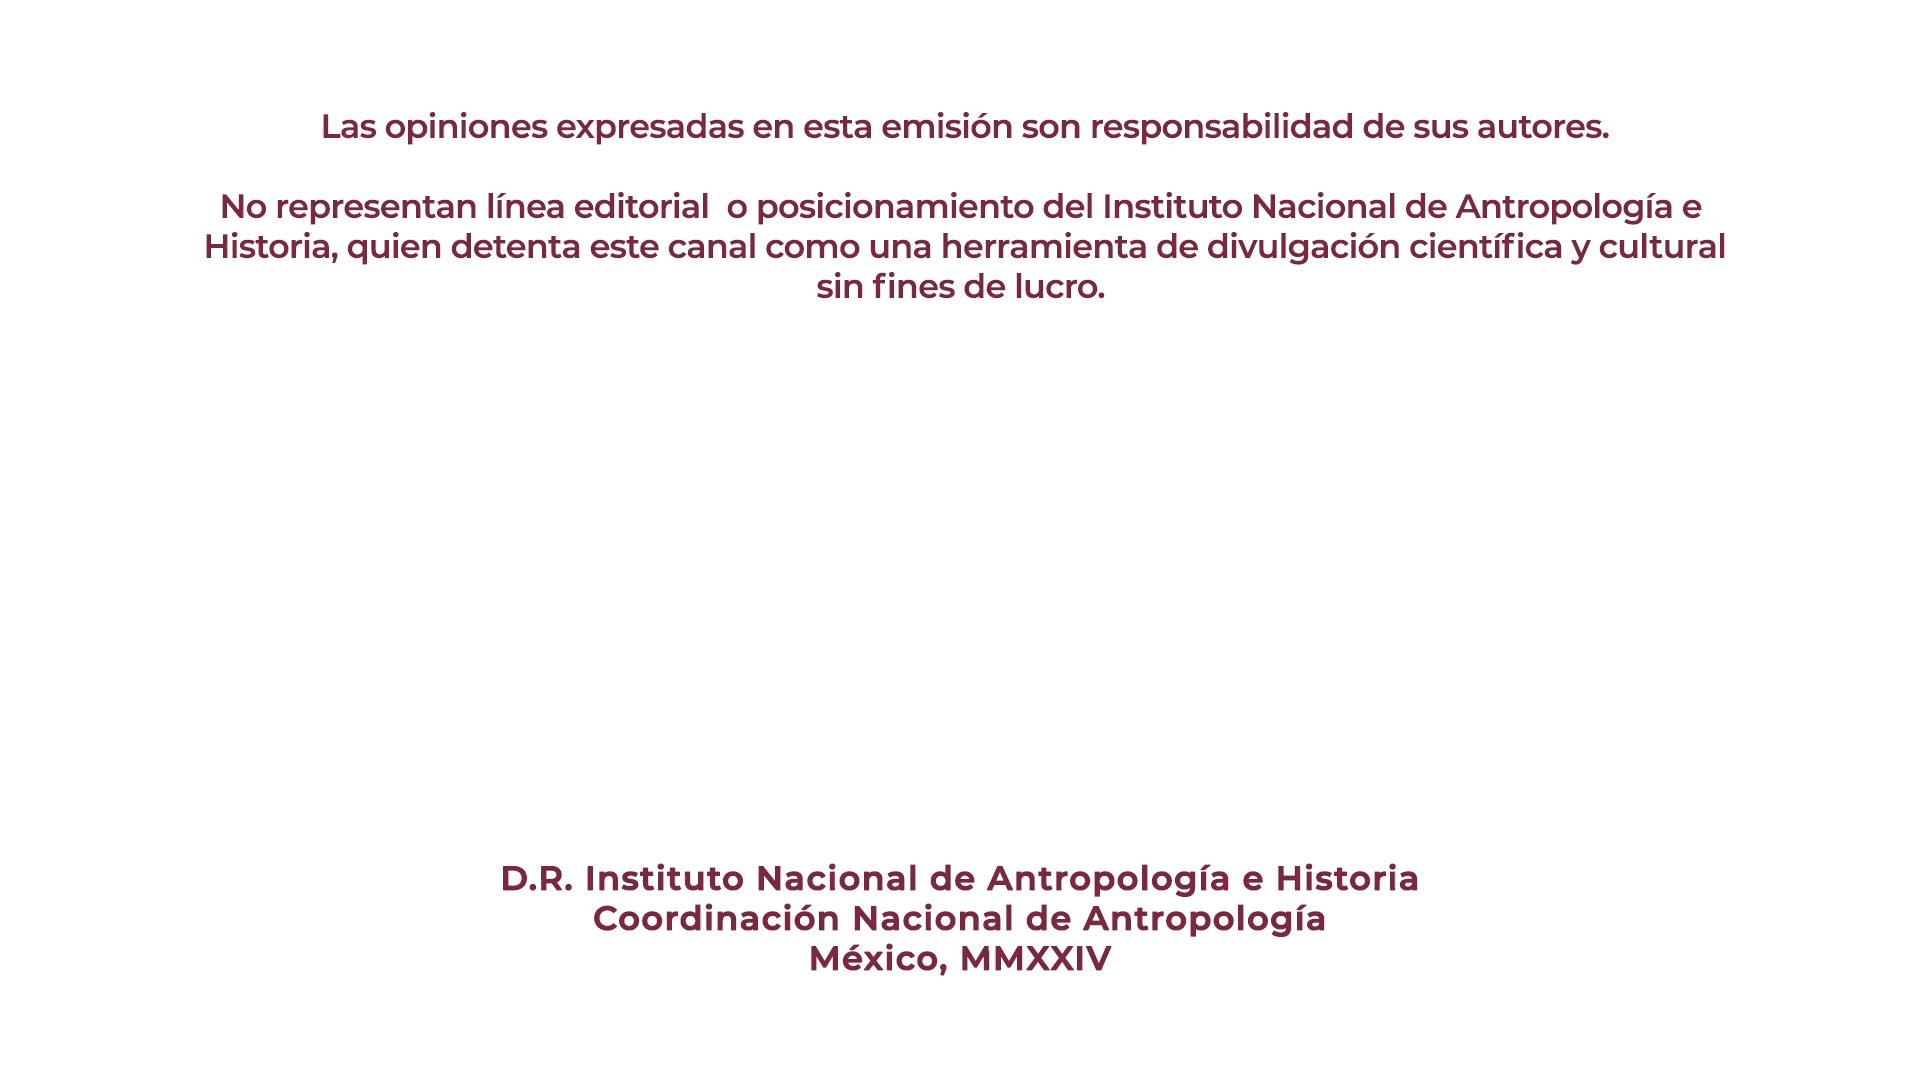 Las opiniones expresadas en esta emisión son responsabilidad de sus autores.
No representan línea editorial  o posicionamiento del Instituto Nacional de Antropología e
Historia, quien detenta este canal como una herramienta de divulgación científica y cultural
sin fines de lucro.
D.R. Instituto Nacional de Antropología e Historia
Coordinación Nacional de Antropología
México, MMXXIV